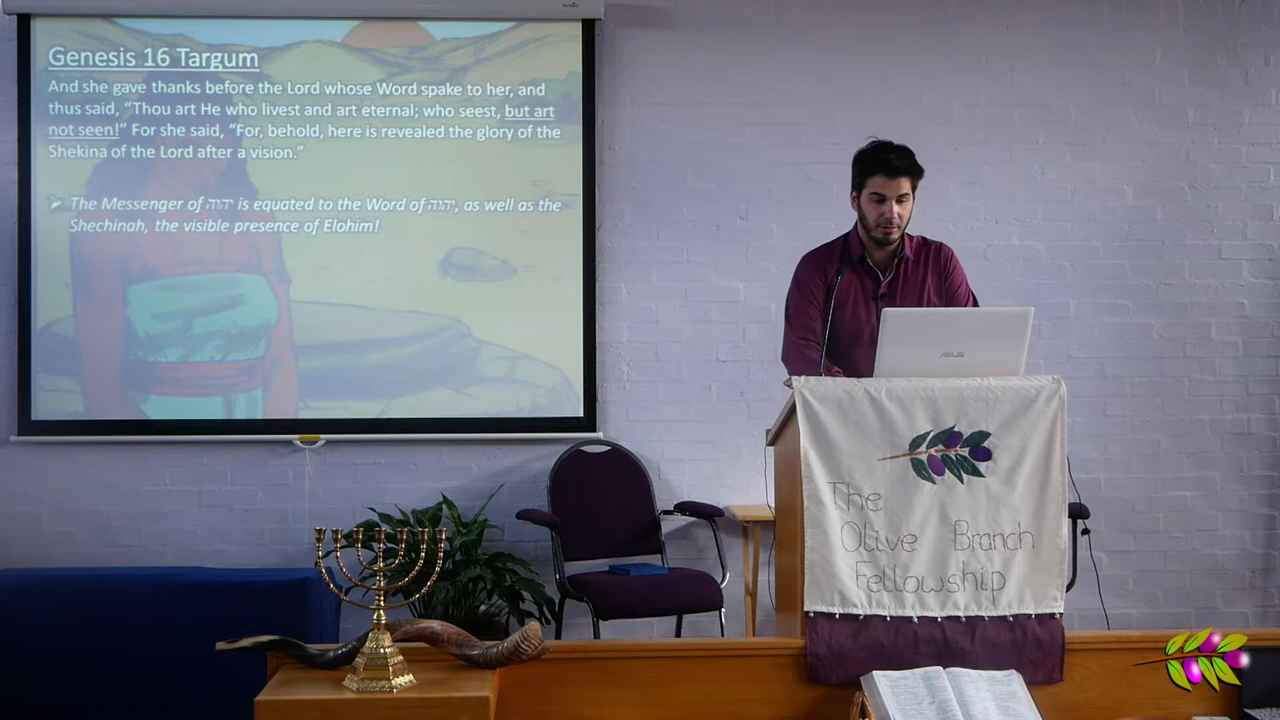 Genesis 16 Targum
And she gave thanks before the Lord whose Word spake to her, and
thus said, "Thou art He who livest and art eternal; who seest, but art
not seen!" For she said, "For, behold, here is revealed the glory of the
Shekina of the Lord after a vision."
➢ The Messenger of יהוה is equated to the Word of יהוה, as well as the
Shechinah, the visible presence of Elohim!
ASUS
The
Olive Branch
Fellowship